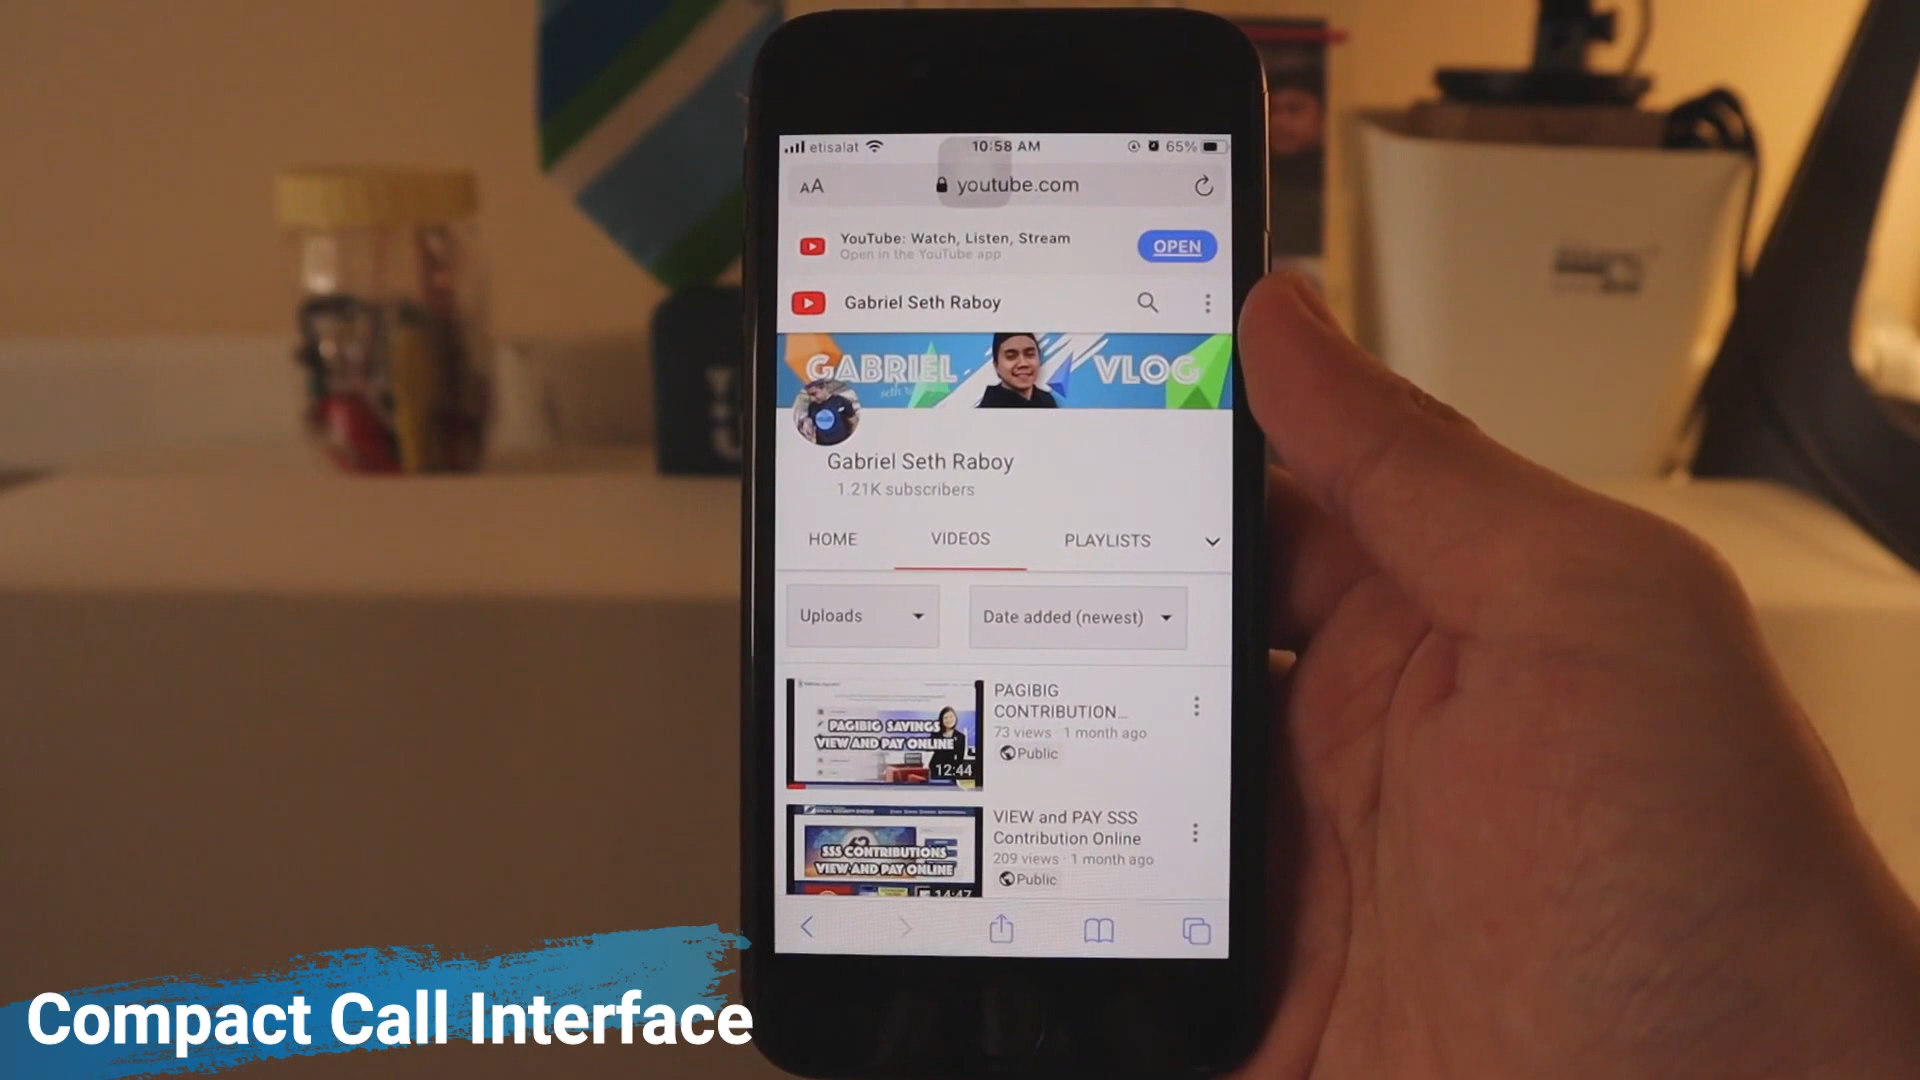 etisalat 10:58 AM 65%
AA youtube.com
YouTube: Watch, Listen, Stream
Open in the YouTube app
OPEN
Gabriel Seth Raboy
GABRIEL VLOG
Gabriel Seth Raboy
1.21K subscribers
HOME VIDEOS PLAYLISTS
Uploads Date added (newest)
PAGIBIG SAVINGS
VIEW AND PAY ONLINE
12:44
PAGIBIG
CONTRIBUTION...
73 views · 1 month ago
Public
SSS CONTRIBUTIONS
VIEW AND PAY ONLINE
14:47
VIEW and PAY SSS
Contribution Online
209 views · 1 month ago
Public
Compact Call Interface